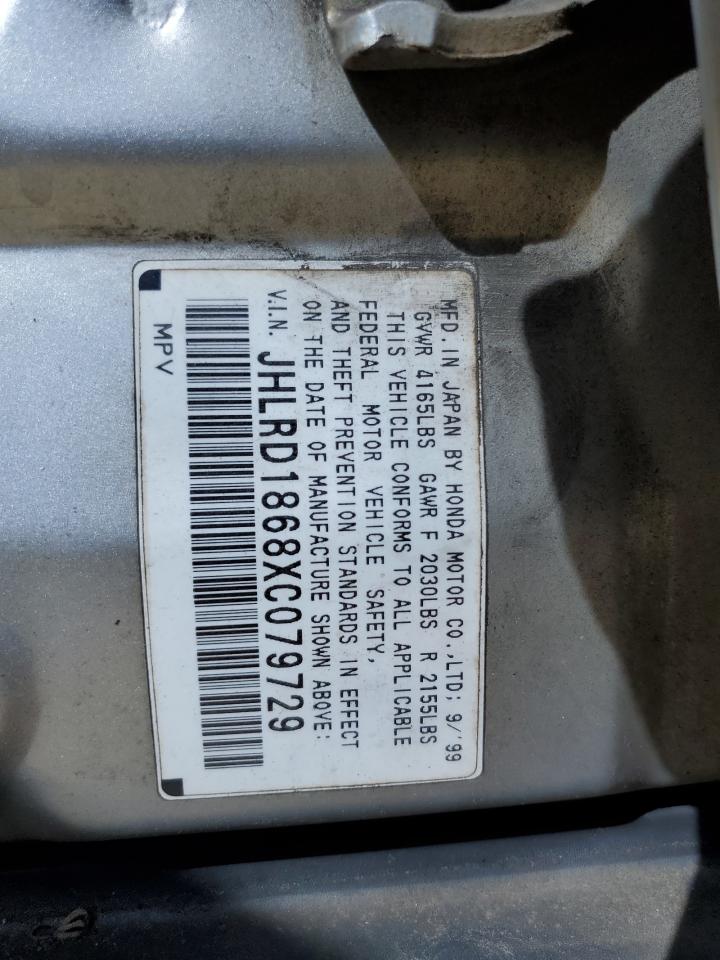 MFD. IN JAPAN BY HONDA MOTOR CO.,LTD; 9/'99
GVWR 4165LBS GAWR F 2030LBS R 2155LBS
THIS VEHICLE CONFORMS TO ALL APPLICABLE
FEDERAL MOTOR VEHICLE SAFETY,
AND THEFT PREVENTION STANDARDS IN EFFECT
ON THE DATE OF MANUFACTURE SHOWN ABOVE:
V.I.N. JHLRD1868XC079729
MPV